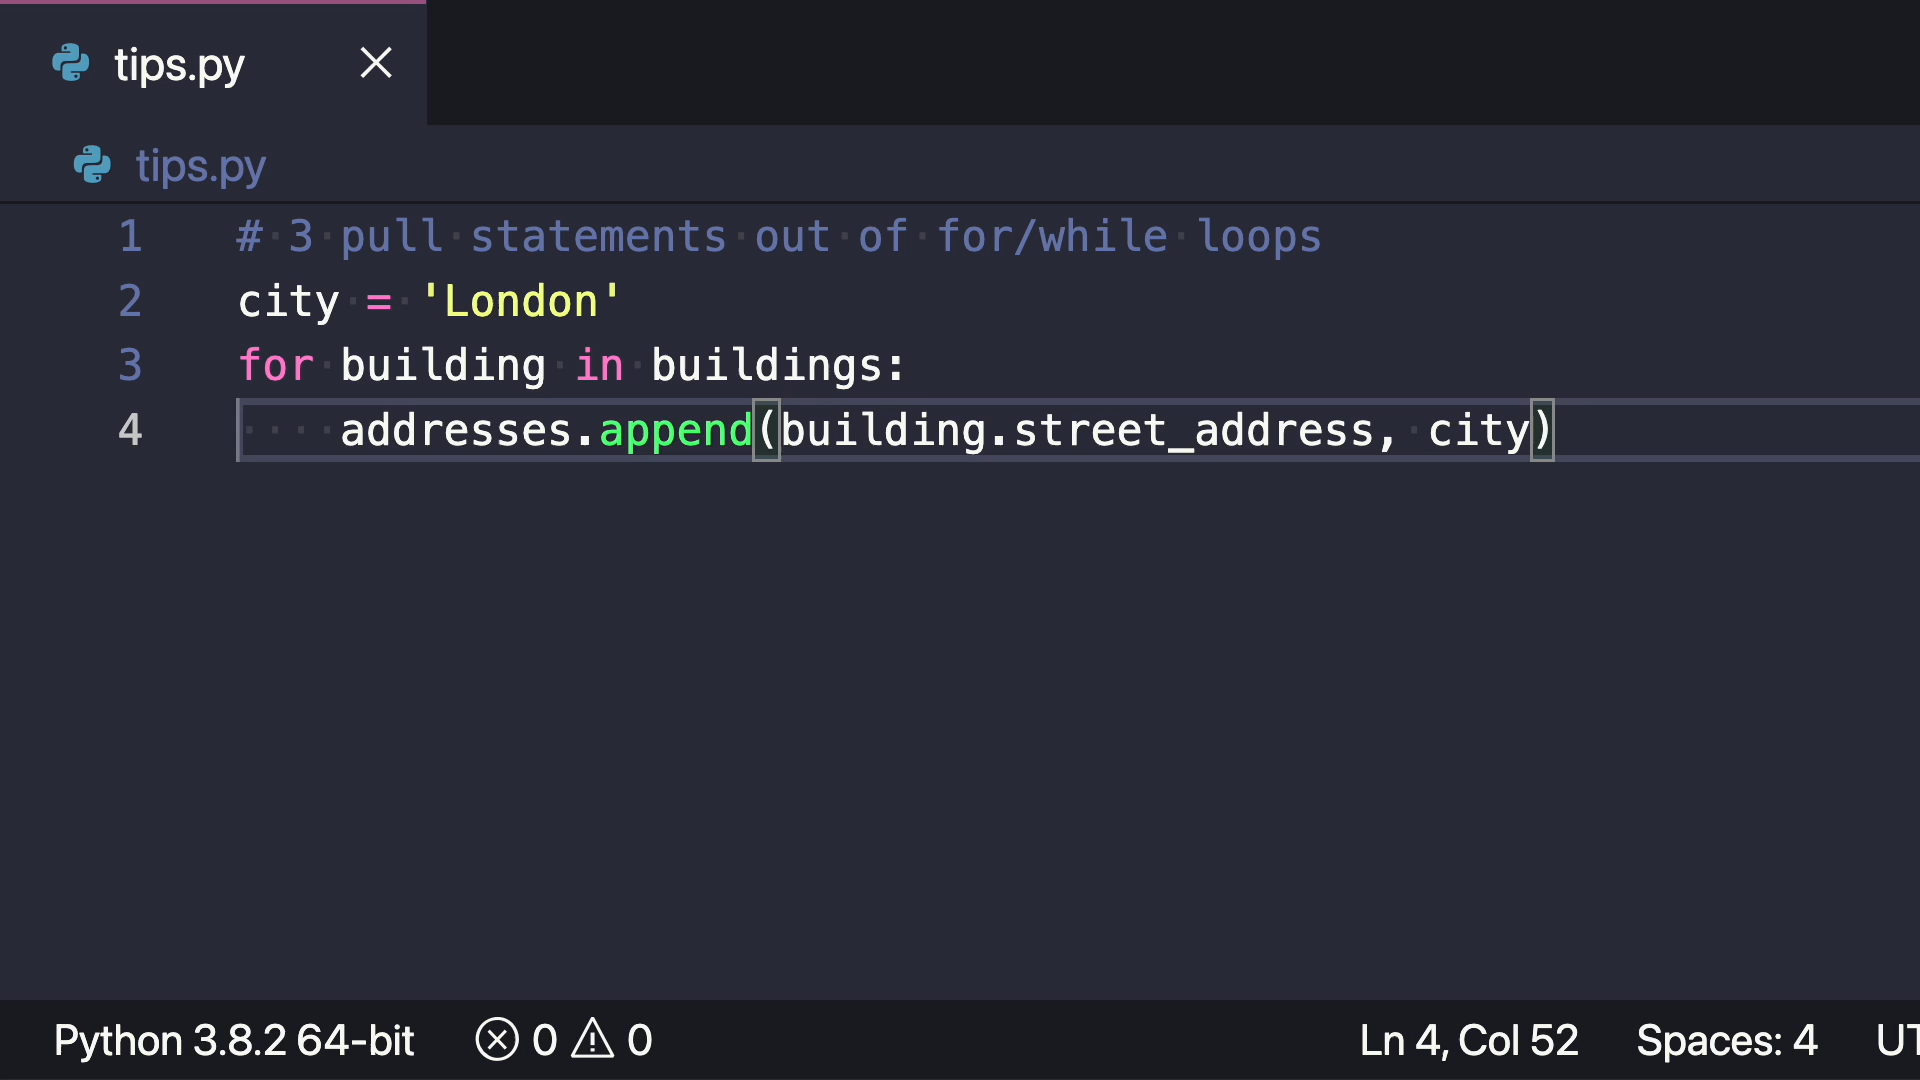 tips.py
tips.py
1 # 3 pull statements out of for/while loops
2 city = 'London'
3 for building in buildings:
4     addresses.append(building.street_address, city)
Python 3.8.2 64-bit 0 0 Ln 4, Col 52 Spaces: 4 UT